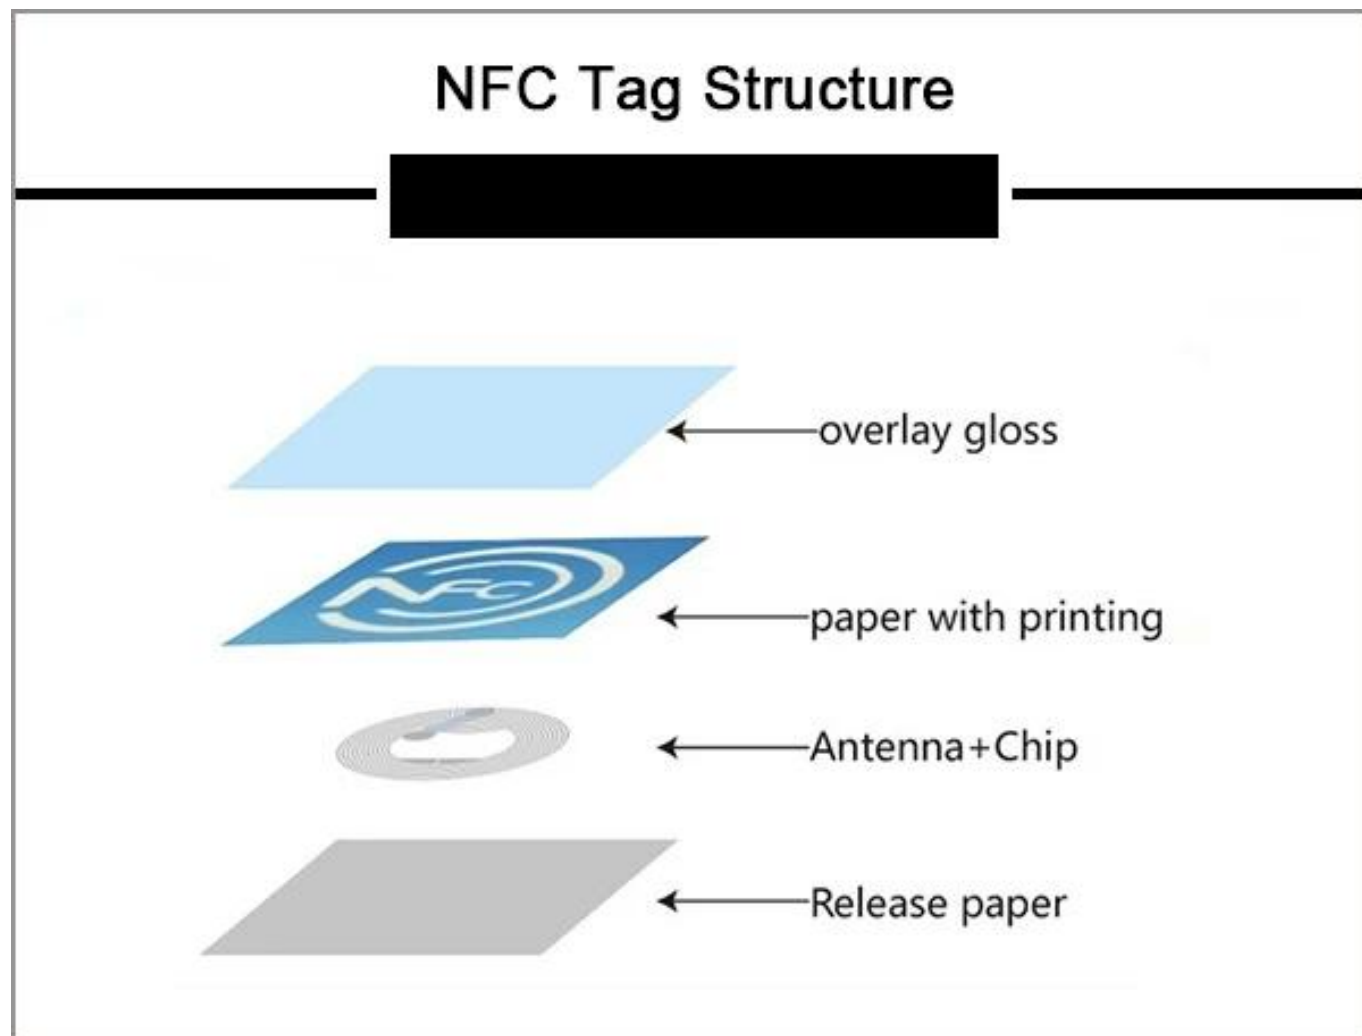 NFC Tag Structure
overlay gloss
NFC
paper with printing
Antenna+Chip
Release paper